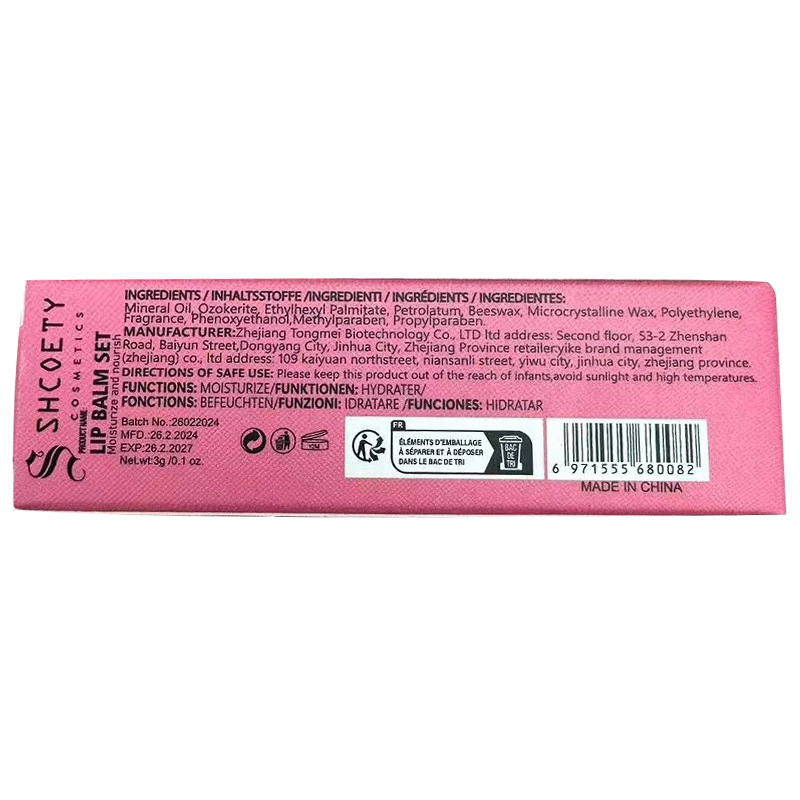 SHCOETY
COSMETICS
PRODUCT NAME
LIP BALM SET
Moisturize and nourish
INGREDIENTS / INHALTSSTOFFE /INGREDIENTI / INGRÉDIENTS / INGREDIENTES:
Mineral Oil, Ozokerite, Ethylhexyl Palmitate, Petrolatum, Beeswax, Microcrystalline Wax, Polyethylene,
Fragrance, Phenoxyethanol,Methylparaben, Propylparaben.
MANUFACTURER:Zhejiang Tongmei Biotechnology Co., LTD ltd address: Second floor, 53-2 Zhenshan
Road, Baiyun Street,Dongyang City, Jinhua City, Zhejiang Province retailer:yike brand management
(zhejiang) co., ltd address: 109 kaiyuan northstreet, niansanli street, yiwu city, jinhua city, zhejiang province.
DIRECTIONS OF SAFE USE: Please keep this product out of the reach of infants,avoid sunlight and high temperatures.
FUNCTIONS: MOISTURIZE/FUNKTIONEN: HYDRATER/
FONCTIONS: BEFEUCHTEN/FUNZIONI: IDRATARE /FUNCIONES: HIDRATAR
Batch No.:26022024
MFD.:26.2.2024
EXP:26.2.2027
Net wt:3g /0.1 oz.
12M
FR
ÉLÉMENTS D'EMBALLAGE
À SÉPARER ET À DÉPOSER
DANS LE BAC DE TRI
BAC
DE
TRI
6 971555 680082
MADE IN CHINA